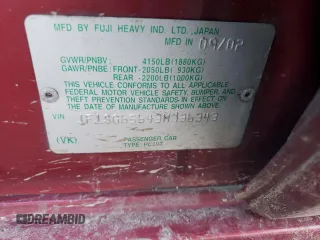 MFD BY FUJI HEAVY IND. LTD., JAPAN
MFD IN 09/02
GVWR/PNBV : 4150LB(1880KG)
GAWR/PNBE: FRONT-2050LB( 930KG)
REAR -2200LB(1000KG)
THIS VEHICLE CONFORMS TO ALL APPLICABLE
FEDERAL MOTOR VEHICLE SAFETY, BUMPER, AND
THEFT PREVENTION STANDARDS IN EFFECT ON THE
DATE OF MANUFACTURE SHOWN ABOVE.
VIN
(VK)
PASSENGER CAR
TYPE:
DREAMBID